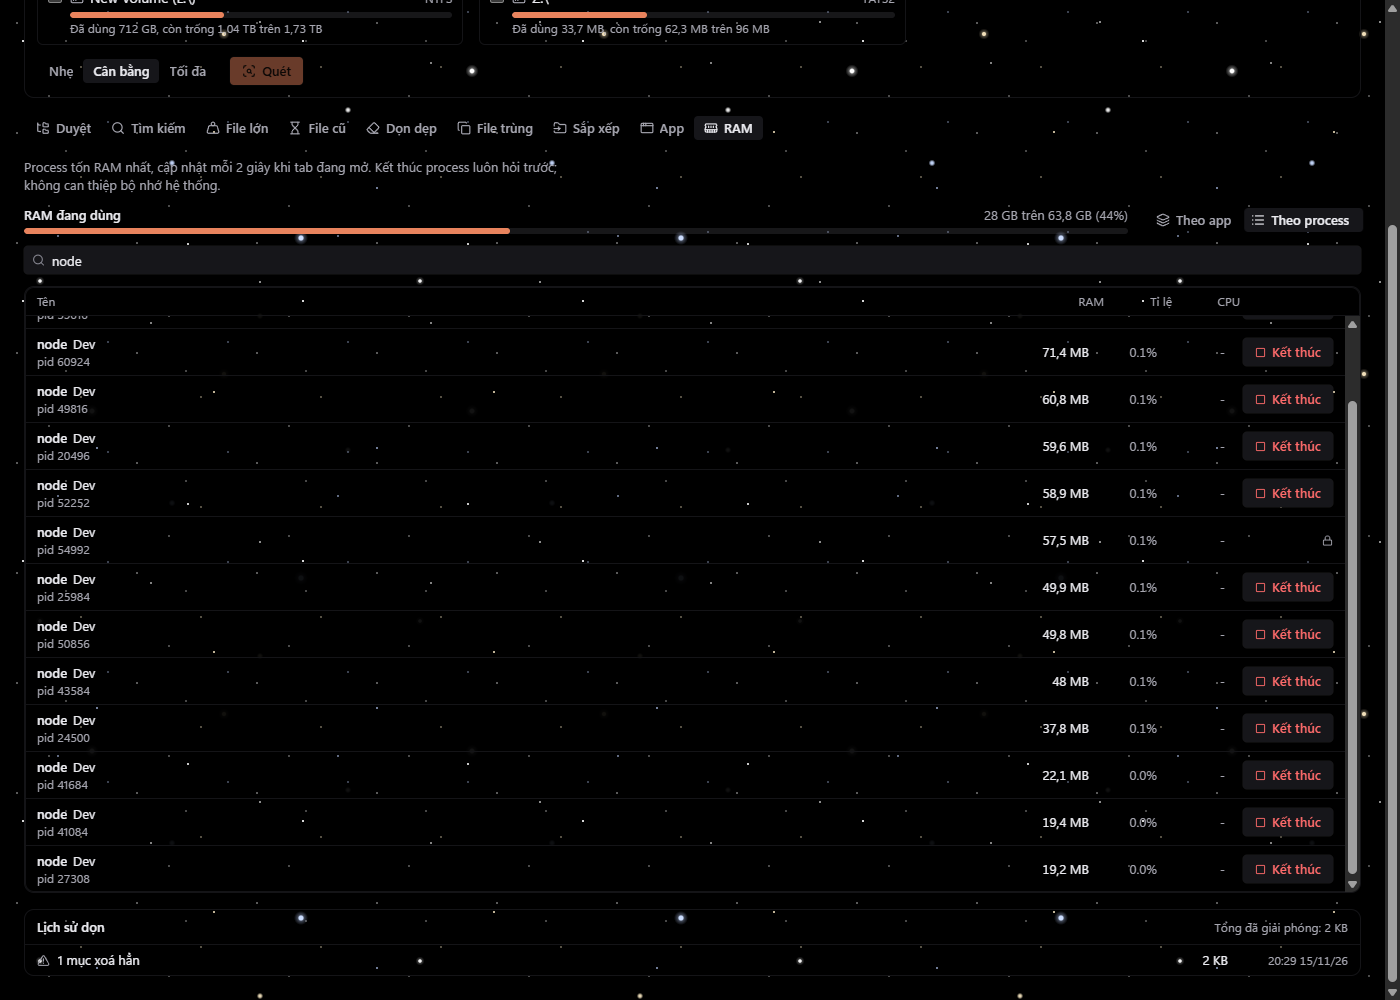 New Volume (E:\)
NTFS
Z:\
FAT32
Đã dùng 712 GB, còn trống 1,04 TB trên 1,73 TB
Đã dùng 33,7 MB, còn trống 62,3 MB trên 96 MB
Nhẹ Cân bằng Tối đa Quét
Duyệt Tìm kiếm File lớn File cũ Dọn dẹp File trùng Sắp xếp App RAM
Process tốn RAM nhất, cập nhật mỗi 2 giây khi tab đang mở. Kết thúc process luôn hỏi trước;
không can thiệp bộ nhớ hệ thống.
RAM đang dùng
28 GB trên 63,8 GB (44%)
Theo app Theo process
node
Tên RAM Tỉ lệ CPU
node Dev
pid 60924
71,4 MB 0.1% - Kết thúc
node Dev
pid 49816
60,8 MB 0.1% - Kết thúc
node Dev
pid 20496
59,6 MB 0.1% - Kết thúc
node Dev
pid 52252
58,9 MB 0.1% - Kết thúc
node Dev
pid 54992
57,5 MB 0.1% -
node Dev
pid 25984
49,9 MB 0.1% - Kết thúc
node Dev
pid 50856
49,8 MB 0.1% - Kết thúc
node Dev
pid 43584
48 MB 0.1% - Kết thúc
node Dev
pid 24500
37,8 MB 0.1% - Kết thúc
node Dev
pid 41684
22,1 MB 0.0% - Kết thúc
node Dev
pid 41084
19,4 MB 0.0% - Kết thúc
node Dev
pid 27308
19,2 MB 0.0% - Kết thúc
Lịch sử dọn
Tổng đã giải phóng: 2 KB
1 mục xoá hẳn
2 KB 20:29 15/11/26